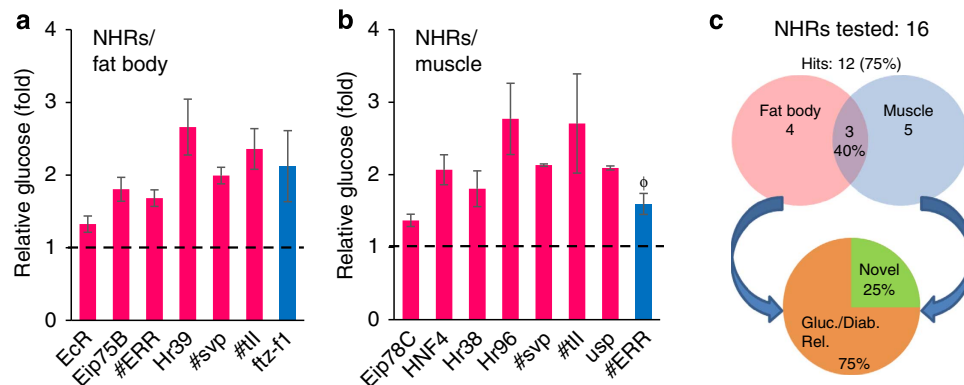 a
NHRs/
fat body
Relative glucose (fold)
4
3
2
1
0
EcR
Eip75B
#ERR
Hr39
#svp
#tll
ftz-f1
b
NHRs/
muscle
Relative glucose (fold)
4
3
2
1
0
ϕ
Eip78C
HNF4
Hr38
Hr96
#svp
#tll
usp
#ERR
c
NHRs tested: 16
Hits: 12 (75%)
Fat body
4
3
40%
Muscle
5
Novel
25%
Gluc./Diab.
Rel.
75%